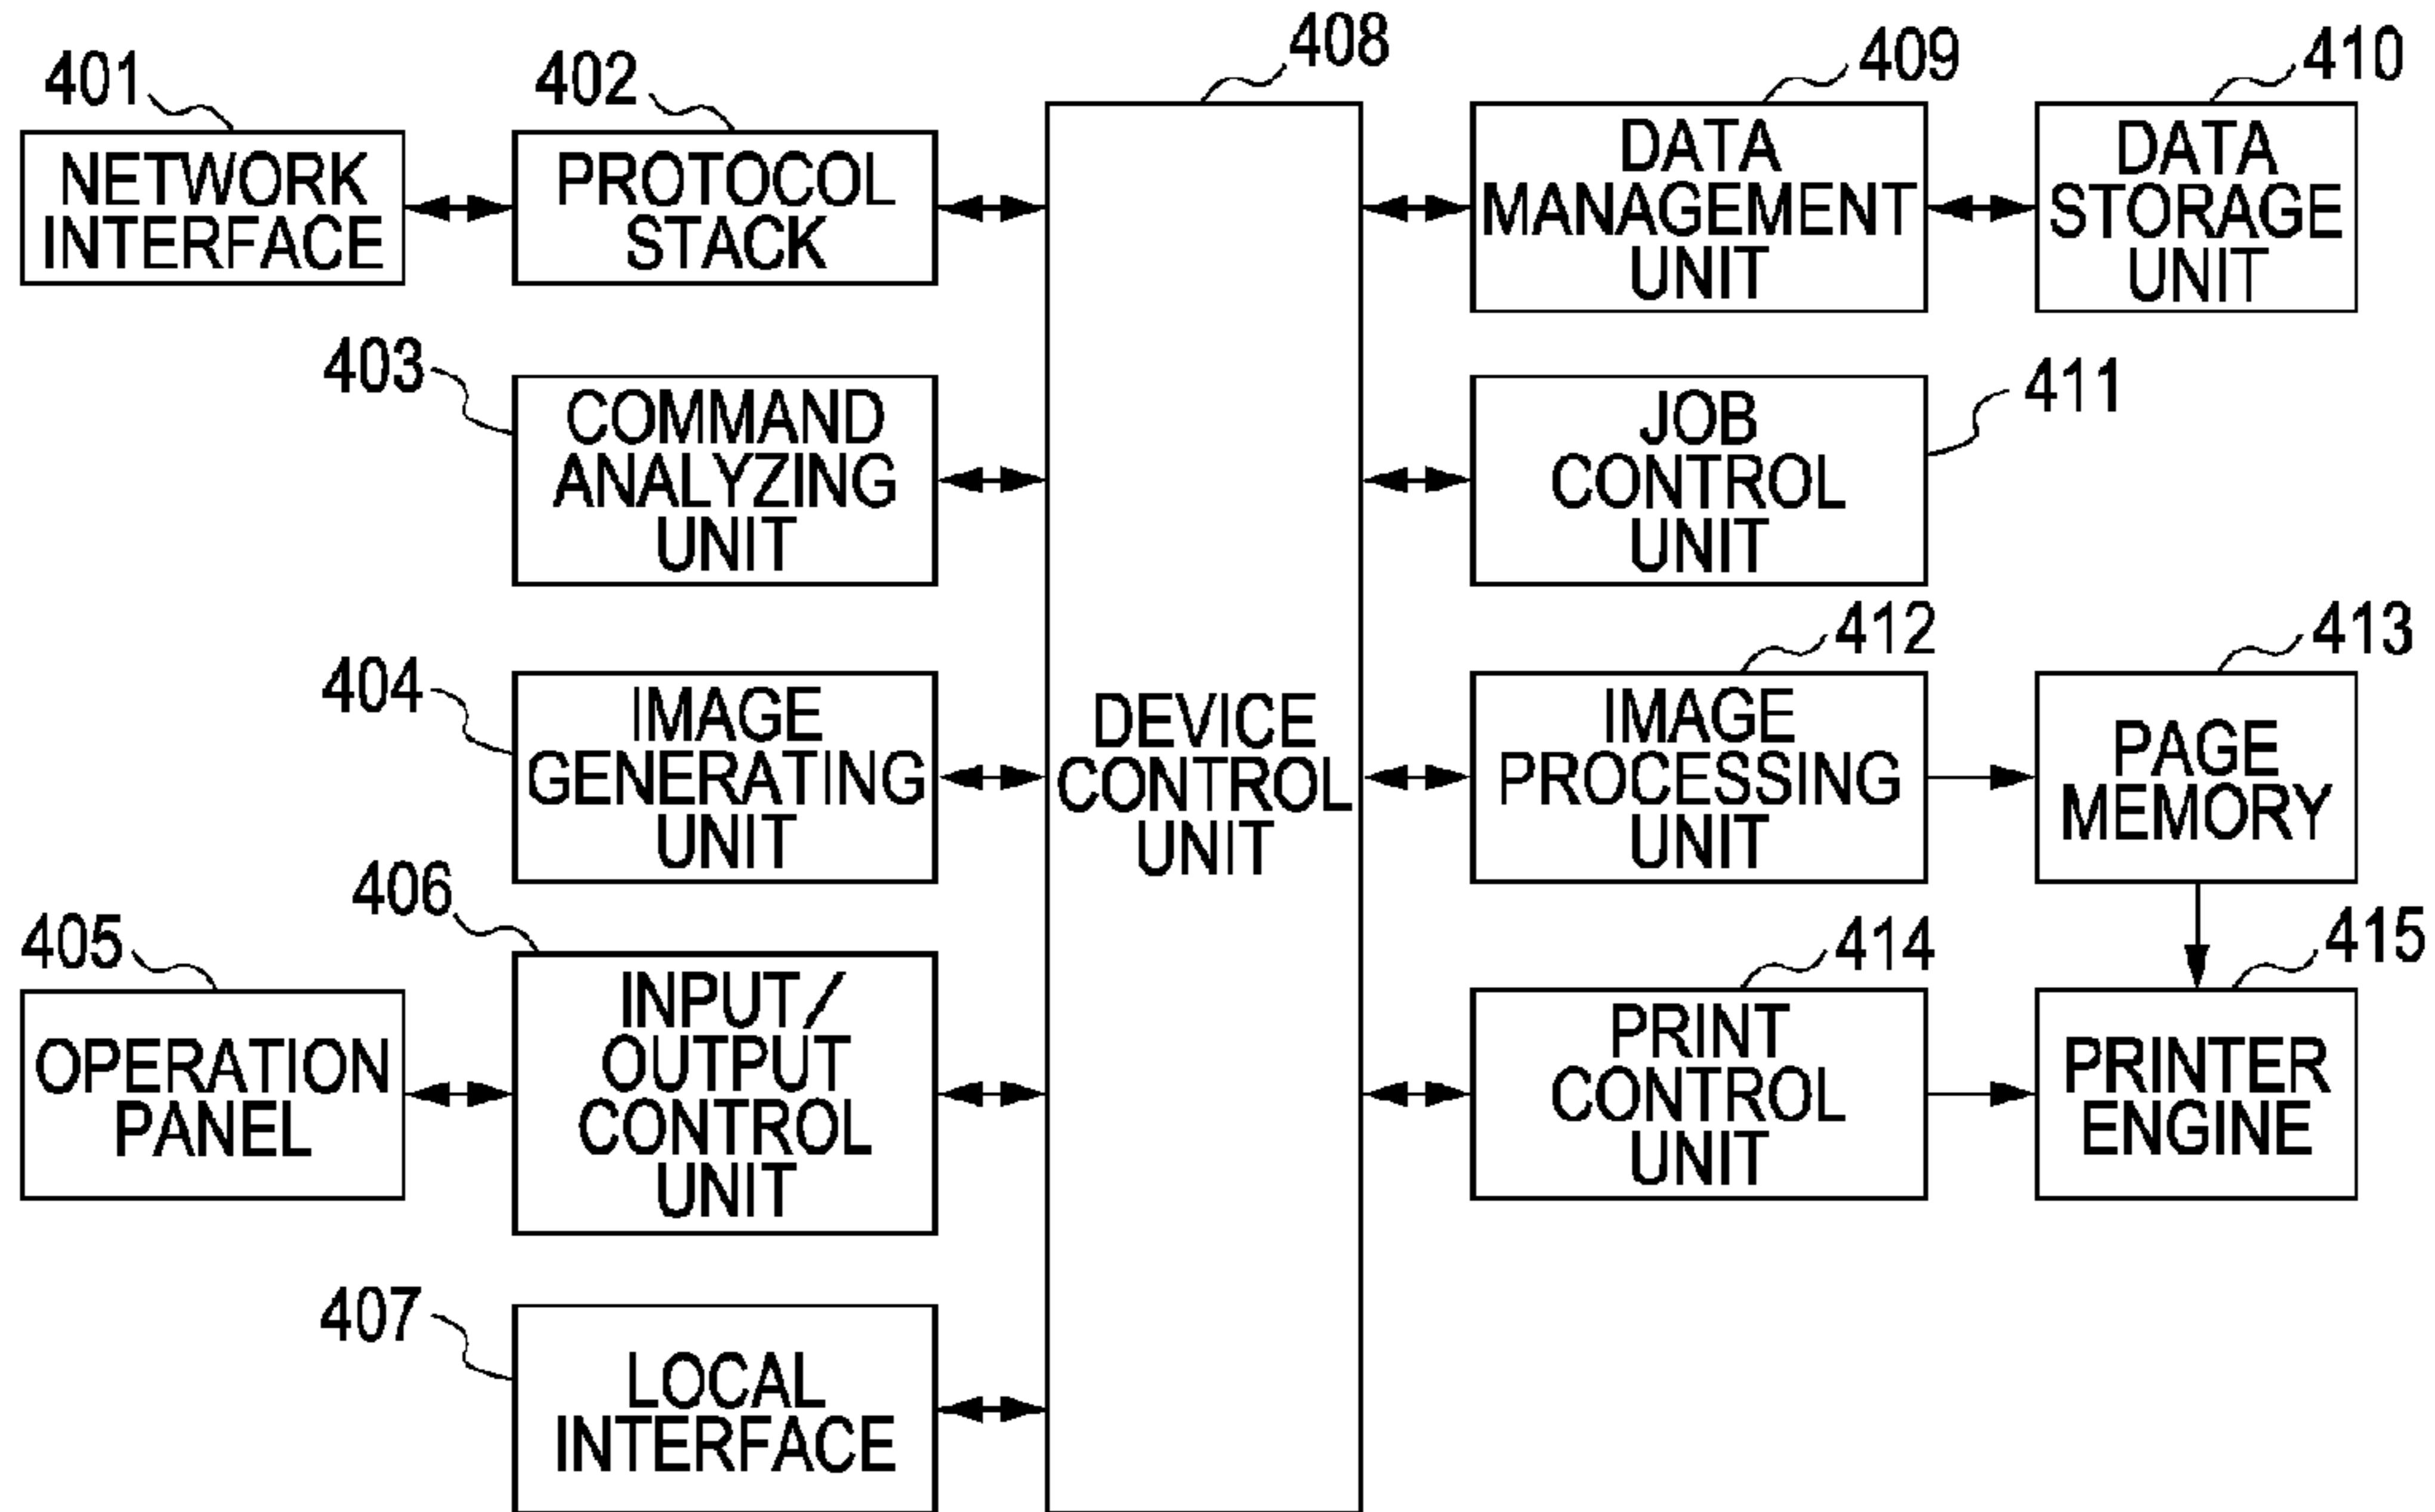 401
NETWORK
INTERFACE
402
PROTOCOL
STACK
403
COMMAND
ANALYZING
UNIT
404
IMAGE
GENERATING
UNIT
405
OPERATION
PANEL
406
INPUT/
OUTPUT
CONTROL
UNIT
407
LOCAL
INTERFACE
408
DEVICE
CONTROL
UNIT
409
DATA
MANAGEMENT
UNIT
410
DATA
STORAGE
UNIT
411
JOB
CONTROL
UNIT
412
IMAGE
PROCESSING
UNIT
413
PAGE
MEMORY
414
PRINT
CONTROL
UNIT
415
PRINTER
ENGINE